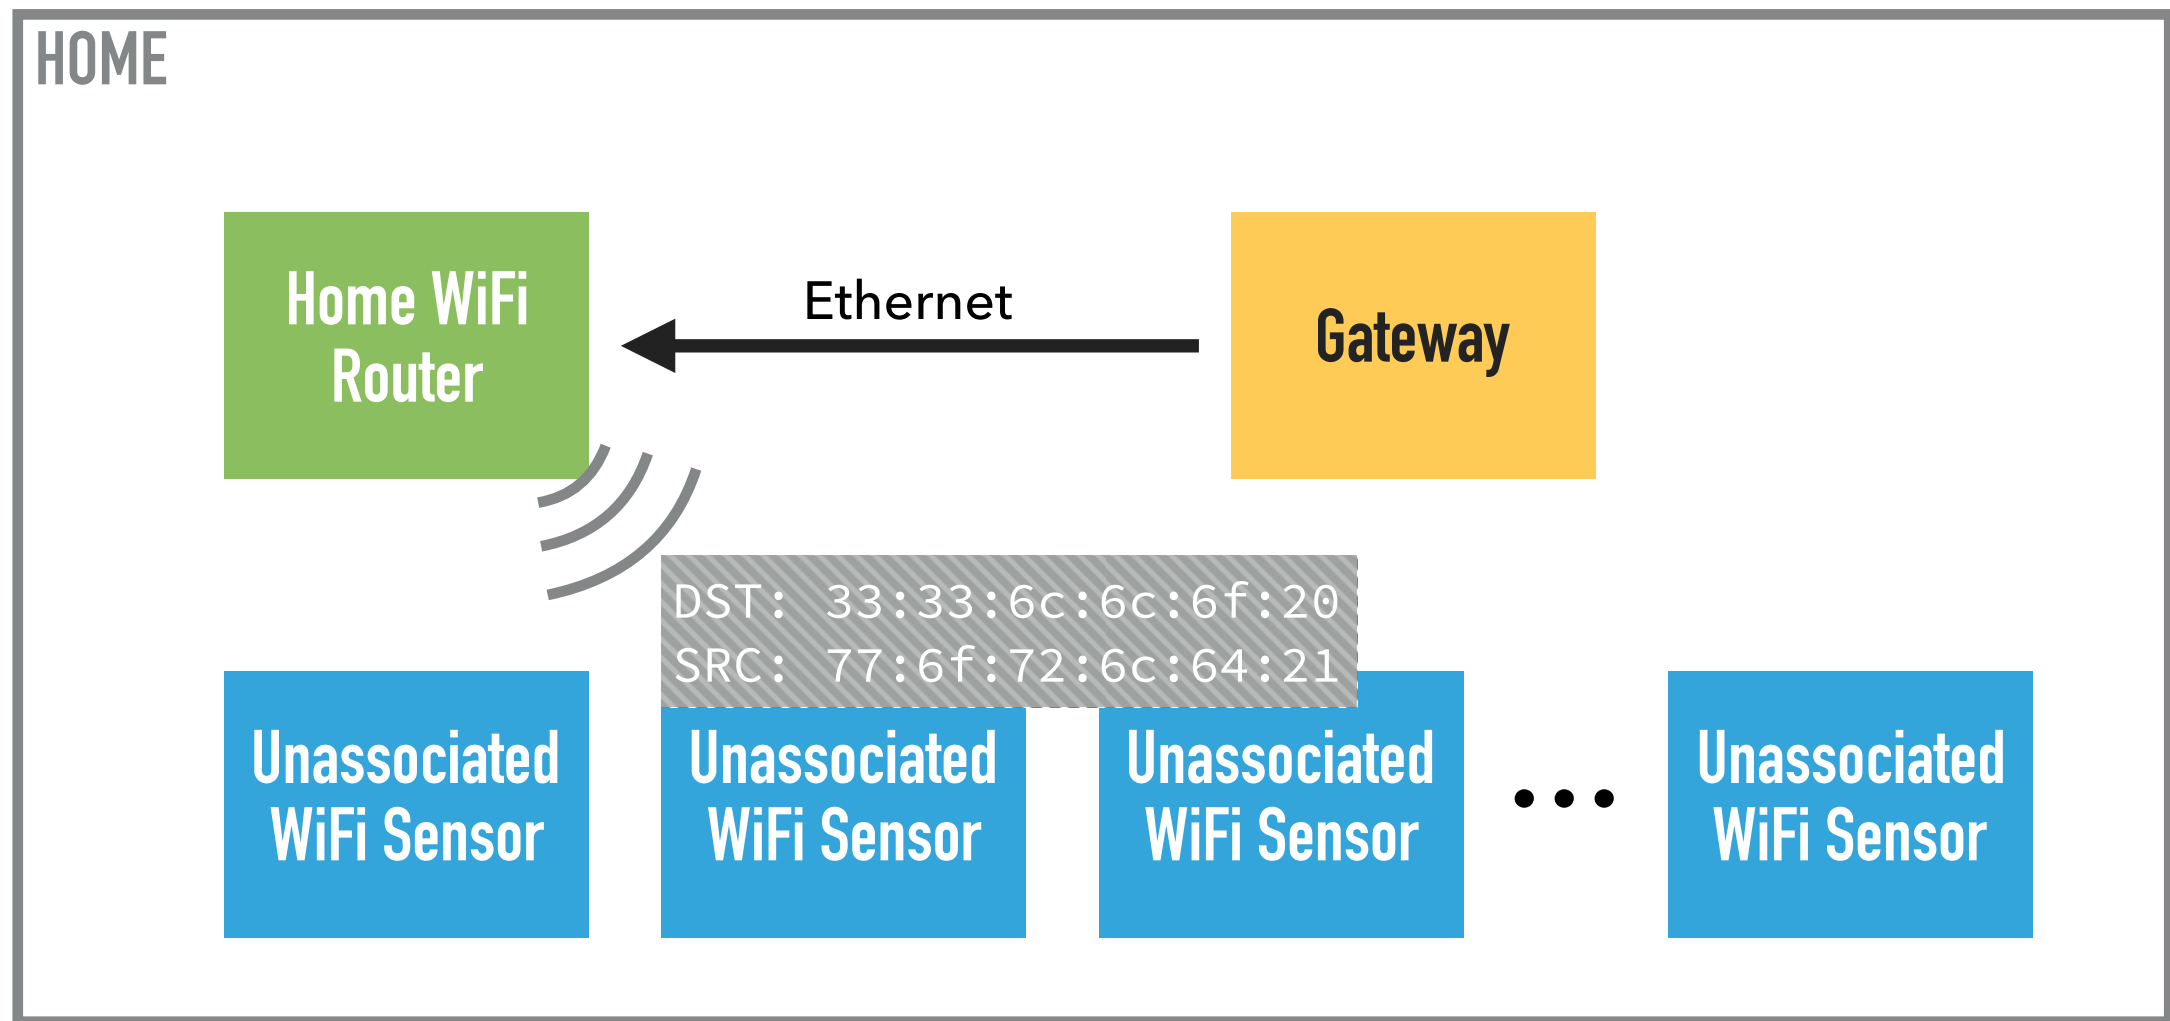 HOME
Home WiFi
Router
Ethernet
Gateway
DST: 33:33:6c:6c:6f:20
SRC: 77:6f:72:6c:64:21
Unassociated
WiFi Sensor
Unassociated
WiFi Sensor
Unassociated
WiFi Sensor
...
Unassociated
WiFi Sensor